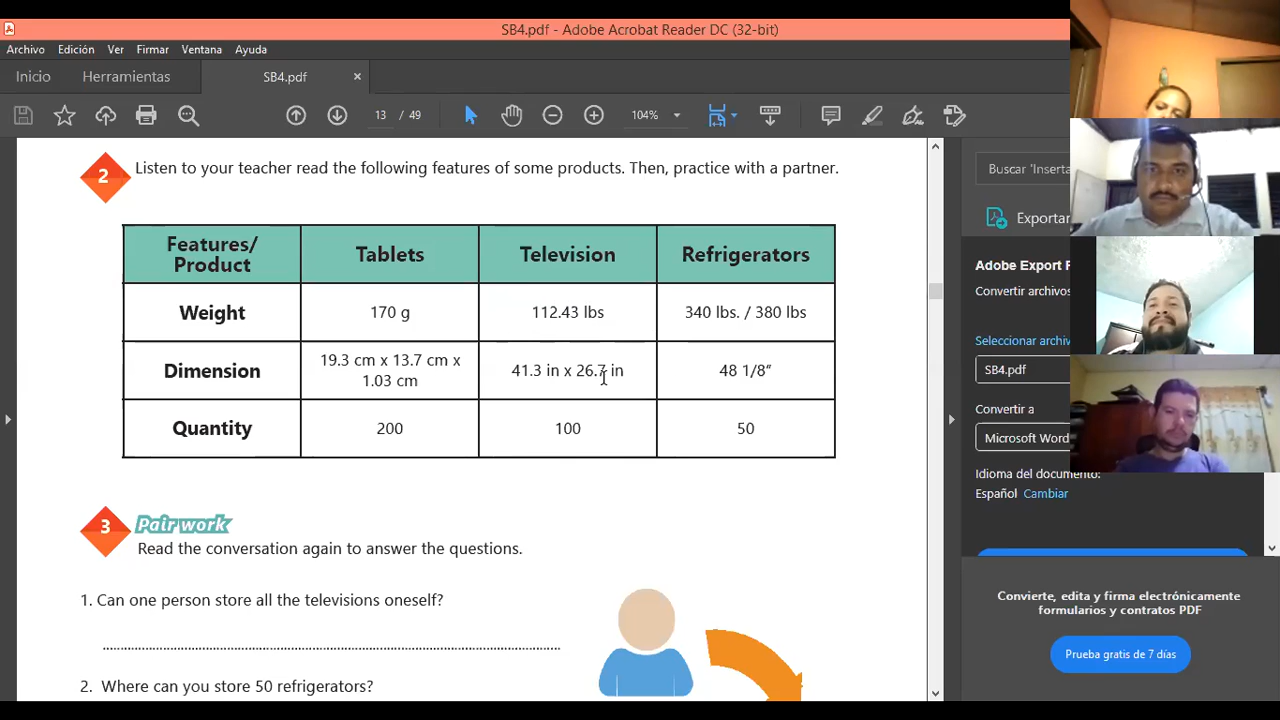 SB4.pdf - Adobe Acrobat Reader DC (32-bit)
Archivo Edición Ver Firmar Ventana Ayuda
Inicio Herramientas SB4.pdf ×
13 / 49 104%
2 Listen to your teacher read the following features of some products. Then, practice with a partner.
Features/ Product Tablets Television Refrigerators
Weight 170 g 112.43 lbs 340 lbs. / 380 lbs
Dimension 19.3 cm x 13.7 cm x 1.03 cm 41.3 in x 26.7 in 48 1/8”
Quantity 200 100 50
3 Pair work
Read the conversation again to answer the questions.
1. Can one person store all the televisions oneself?
2. Where can you store 50 refrigerators?
Buscar 'Inserta
Exportar
Adobe Export
Convertir archivos
Seleccionar archiv
SB4.pdf
Convertir a
Microsoft Word
Idioma del documento:
Español Cambiar
Convierte, edita y firma electrónicamente
formularios y contratos PDF
Prueba gratis de 7 días